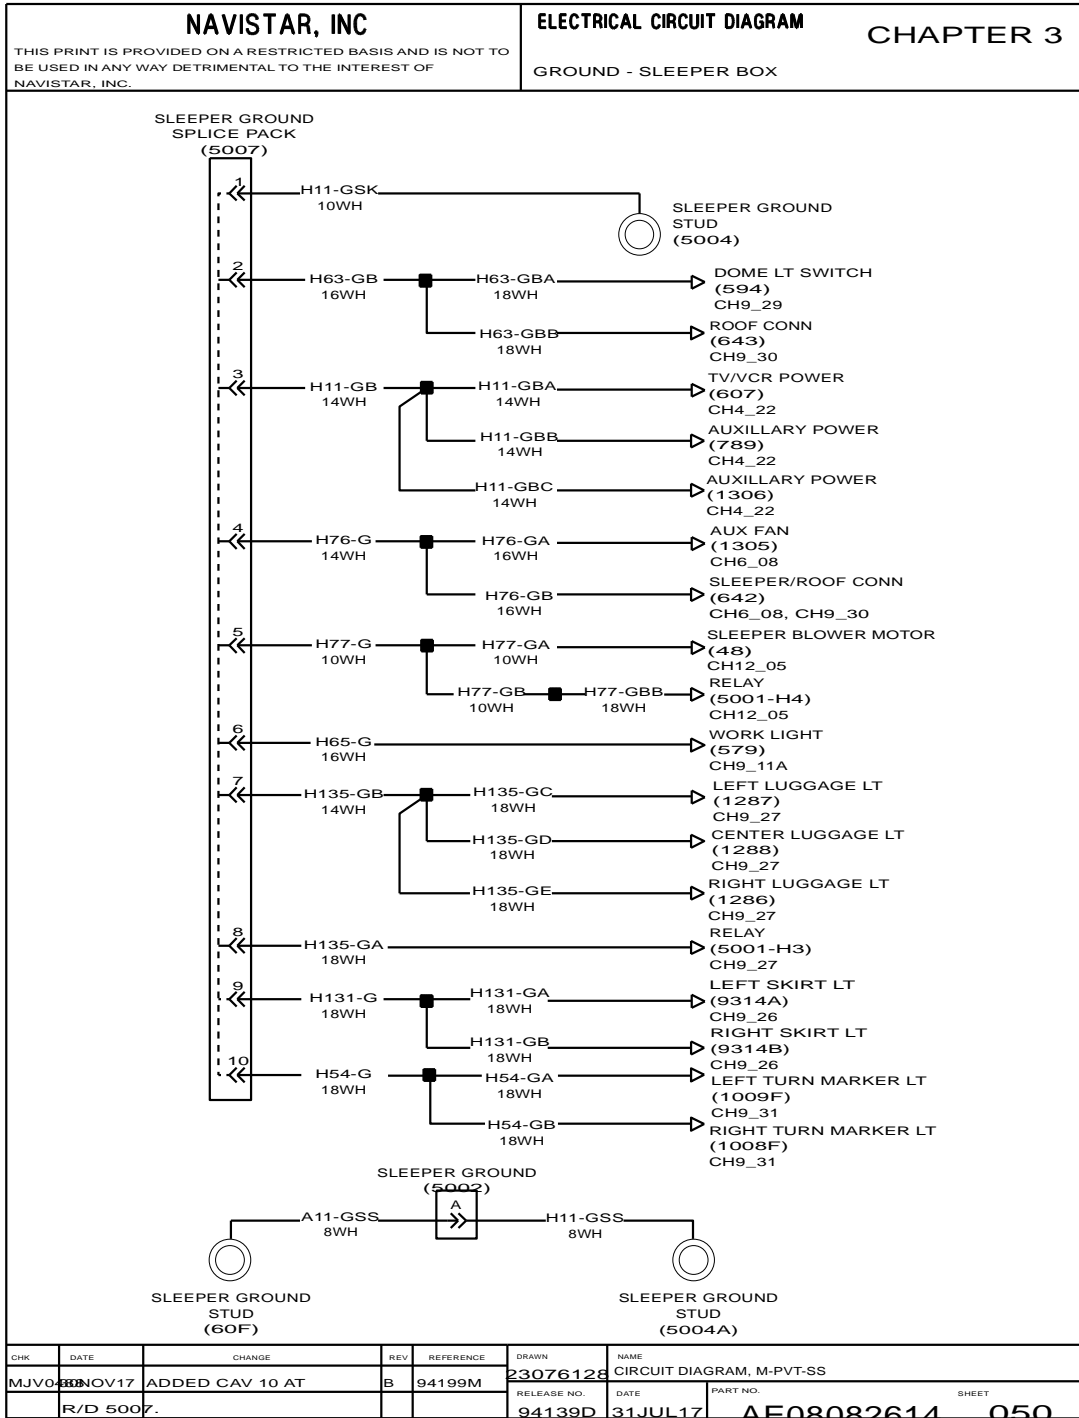 NAVISTAR, INC
THIS PRINT IS PROVIDED ON A RESTRICTED BASIS AND IS NOT TO
BE USED IN ANY WAY DETRIMENTAL TO THE INTEREST OF
NAVISTAR, INC.
ELECTRICAL CIRCUIT DIAGRAM
CHAPTER 3
GROUND - SLEEPER BOX
SLEEPER GROUND
SPLICE PACK
(5007)
1
H11-GSK
10WH
SLEEPER GROUND
STUD
(5004)
2
H63-GB
16WH
H63-GBA
18WH
DOME LT SWITCH
(594)
CH9_29
H63-GBB
18WH
ROOF CONN
(643)
CH9_30
3
H11-GB
14WH
H11-GBA
14WH
TV/VCR POWER
(607)
CH4_22
H11-GBB
14WH
AUXILLARY POWER
(789)
CH4_22
H11-GBC
14WH
AUXILLARY POWER
(1306)
CH4_22
4
H76-G
14WH
H76-GA
16WH
AUX FAN
(1305)
CH6_08
H76-GB
16WH
SLEEPER/ROOF CONN
(642)
CH6_08, CH9_30
5
H77-G
10WH
H77-GA
10WH
SLEEPER BLOWER MOTOR
(48)
CH12_05
H77-GB
10WH
H77-GBB
18WH
RELAY
(5001-H4)
CH12_05
6
H65-G
16WH
WORK LIGHT
(579)
CH9_11A
7
H135-GB
14WH
H135-GC
18WH
LEFT LUGGAGE LT
(1287)
CH9_27
H135-GD
18WH
CENTER LUGGAGE LT
(1288)
CH9_27
H135-GE
18WH
RIGHT LUGGAGE LT
(1286)
CH9_27
8
H135-GA
18WH
RELAY
(5001-H3)
CH9_27
9
H131-G
18WH
H131-GA
18WH
LEFT SKIRT LT
(9314A)
CH9_26
H131-GB
18WH
RIGHT SKIRT LT
(9314B)
CH9_26
10
H54-G
18WH
H54-GA
18WH
LEFT TURN MARKER LT
(1009F)
CH9_31
H54-GB
18WH
RIGHT TURN MARKER LT
(1008F)
CH9_31
SLEEPER GROUND
(5002)
A
A11-GSS
8WH
H11-GSS
8WH
SLEEPER GROUND
STUD
(60F)
SLEEPER GROUND
STUD
(5004A)
CHK DATE CHANGE REV REFERENCE DRAWN NAME
ADDED CAV 10 AT B 94199M 23076128 CIRCUIT DIAGRAM, M-PVT-SS
R/D 5007.
RELEASE NO. DATE PART NO. SHEET
94139D 31JUL17 AE08082614 050